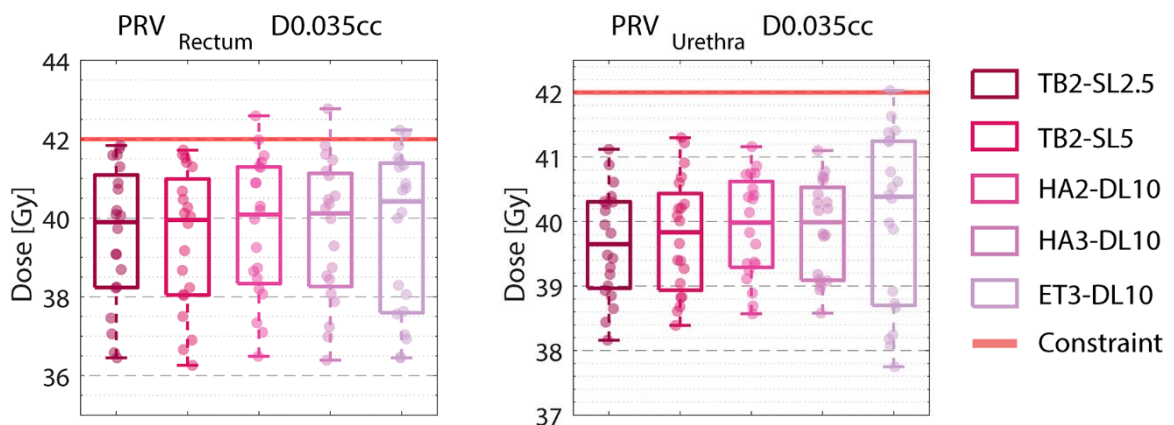 PRV Rectum D0.035cc
Dose [Gy]
44
42
40
38
36
PRV Urethra D0.035cc
Dose [Gy]
42
41
40
39
38
37
TB2-SL2.5
TB2-SL5
HA2-DL10
HA3-DL10
ET3-DL10
Constraint